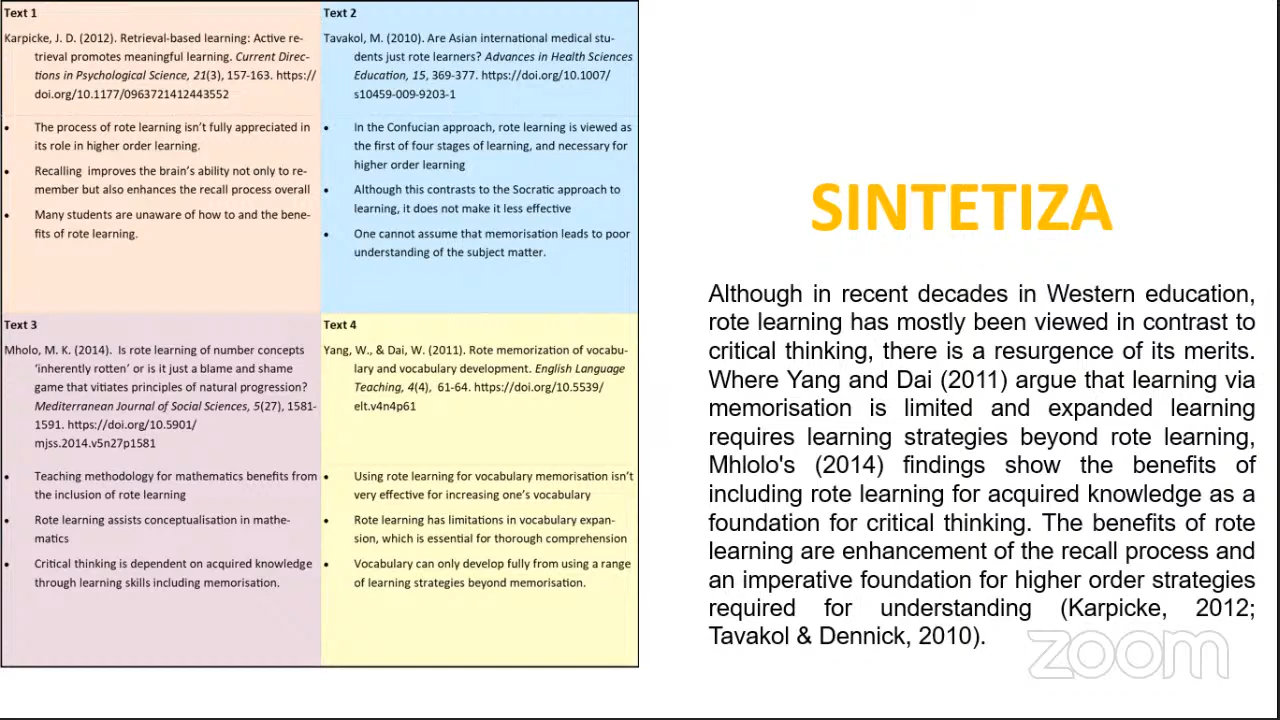 Text 1
Karpicke, J. D. (2012). Retrieval-based learning: Active re-
trieval promotes meaningful learning. Current Direc-
tions in Psychological Science, 21(3), 157-163. https://
doi.org/10.1177/0963721412443552
• The process of rote learning isn't fully appreciated in
its role in higher order learning.
• Recalling improves the brain's ability not only to re-
member but also enhances the recall process overall
• Many students are unaware of how to and the bene-
fits of rote learning.
Text 2
Tavakol, M. (2010). Are Asian international medical stu-
dents just rote learners? Advances in Health Sciences
Education, 15, 369-377. https://doi.org/10.1007/
s10459-009-9203-1
• In the Confucian approach, rote learning is viewed as
the first of four stages of learning, and necessary for
higher order learning
• Although this contrasts to the Socratic approach to
learning, it does not make it less effective
• One cannot assume that memorisation leads to poor
understanding of the subject matter.
Text 3
Mholo, M. K. (2014). Is rote learning of number concepts
'inherently rotten' or is it just a blame and shame
game that vitiates principles of natural progression?
Mediterranean Journal of Social Sciences, 5(27), 1581-
1591. https://doi.org/10.5901/
mjss.2014.v5n27p1581
• Teaching methodology for mathematics benefits from
the inclusion of rote learning
• Rote learning assists conceptualisation in mathe-
matics
• Critical thinking is dependent on acquired knowledge
through learning skills including memorisation.
Text 4
Yang, W., & Dai, W. (2011). Rote memorization of vocabu-
lary and vocabulary development. English Language
Teaching, 4(4), 61-64. https://doi.org/10.5539/
elt.v4n4p61
• Using rote learning for vocabulary memorisation isn't
very effective for increasing one's vocabulary
• Rote learning has limitations in vocabulary expan-
sion, which is essential for thorough comprehension
• Vocabulary can only develop fully from using a range
of learning strategies beyond memorisation.
SINTETIZA
Although in recent decades in Western education,
rote learning has mostly been viewed in contrast to
critical thinking, there is a resurgence of its merits.
Where Yang and Dai (2011) argue that learning via
memorisation is limited and expanded learning
requires learning strategies beyond rote learning,
Mhlolo's (2014) findings show the benefits of
including rote learning for acquired knowledge as a
foundation for critical thinking. The benefits of rote
learning are enhancement of the recall process and
an imperative foundation for higher order strategies
required for understanding (Karpicke, 2012;
Tavakol & Dennick, 2010).
zoom